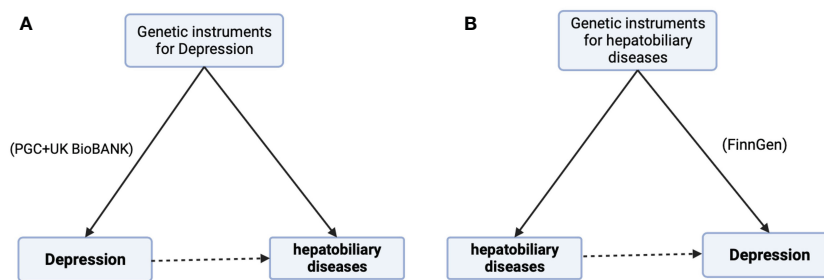 A
Genetic instruments
for Depression
(PGC+UK BioBANK)
Depression
hepatobiliary
diseases
B
Genetic instruments
for hepatobiliary
diseases
(FinnGen)
hepatobiliary
diseases
Depression